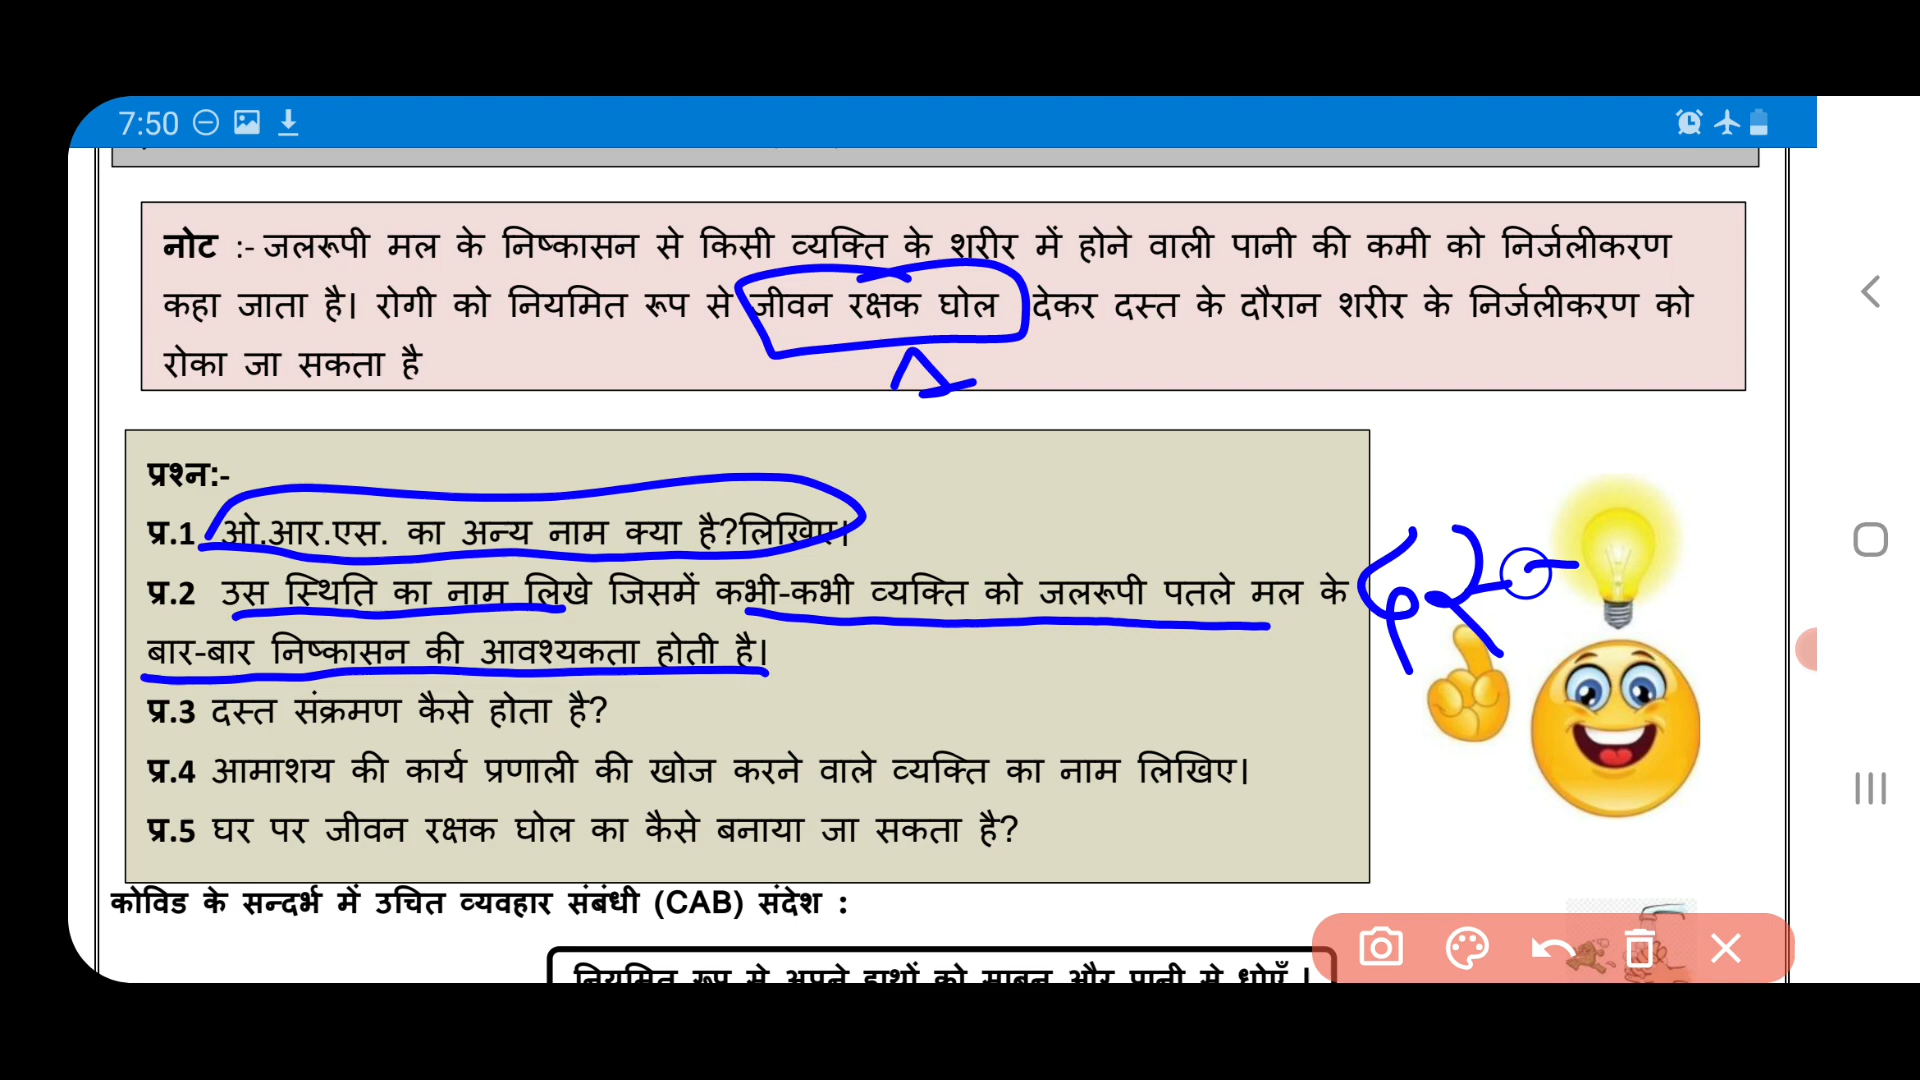 7:50
नोट :- जलरूपी मल के निष्कासन से किसी व्यक्ति के शरीर में होने वाली पानी की कमी को निर्जलीकरण
कहा जाता है। रोगी को नियमित रूप से जीवन रक्षक घोल देकर दस्त के दौरान शरीर के निर्जलीकरण को
रोका जा सकता है
प्रश्न:-
प्र.1 ओ.आर.एस. का अन्य नाम क्या है?लिखिए।
प्र.2 उस स्थिति का नाम लिखे जिसमें कभी-कभी व्यक्ति को जलरूपी पतले मल के
बार-बार निष्कासन की आवश्यकता होती है।
प्र.3 दस्त संक्रमण कैसे होता है?
प्र.4 आमाशय की कार्य प्रणाली की खोज करने वाले व्यक्ति का नाम लिखिए।
प्र.5 घर पर जीवन रक्षक घोल का कैसे बनाया जा सकता है?
कोविड के सन्दर्भ में उचित व्यवहार संबंधी (CAB) संदेश :
नियमित रूप से अपने हाथों को साबुन और पानी से धोएँ ।